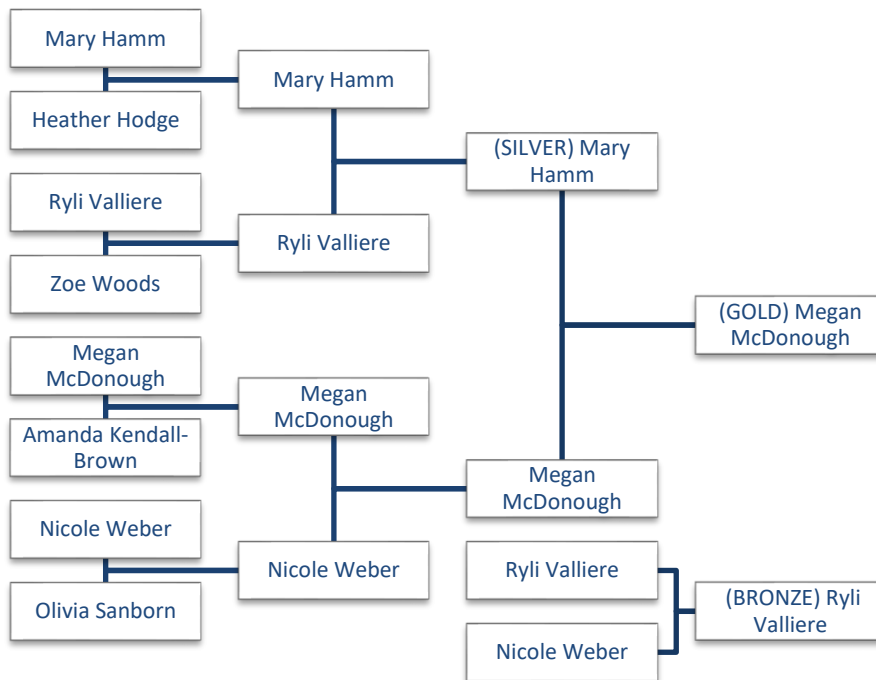 Mary Hamm
Heather Hodge
Ryli Valliere
Zoe Woods
Megan
McDonough
Amanda Kendall-
Brown
Nicole Weber
Olivia Sanborn
Mary Hamm
Ryli Valliere
Megan
McDonough
Nicole Weber
(SILVER) Mary
Hamm
Megan
McDonough
Ryli Valliere
Nicole Weber
(GOLD) Megan
McDonough
(BRONZE) Ryli
Valliere